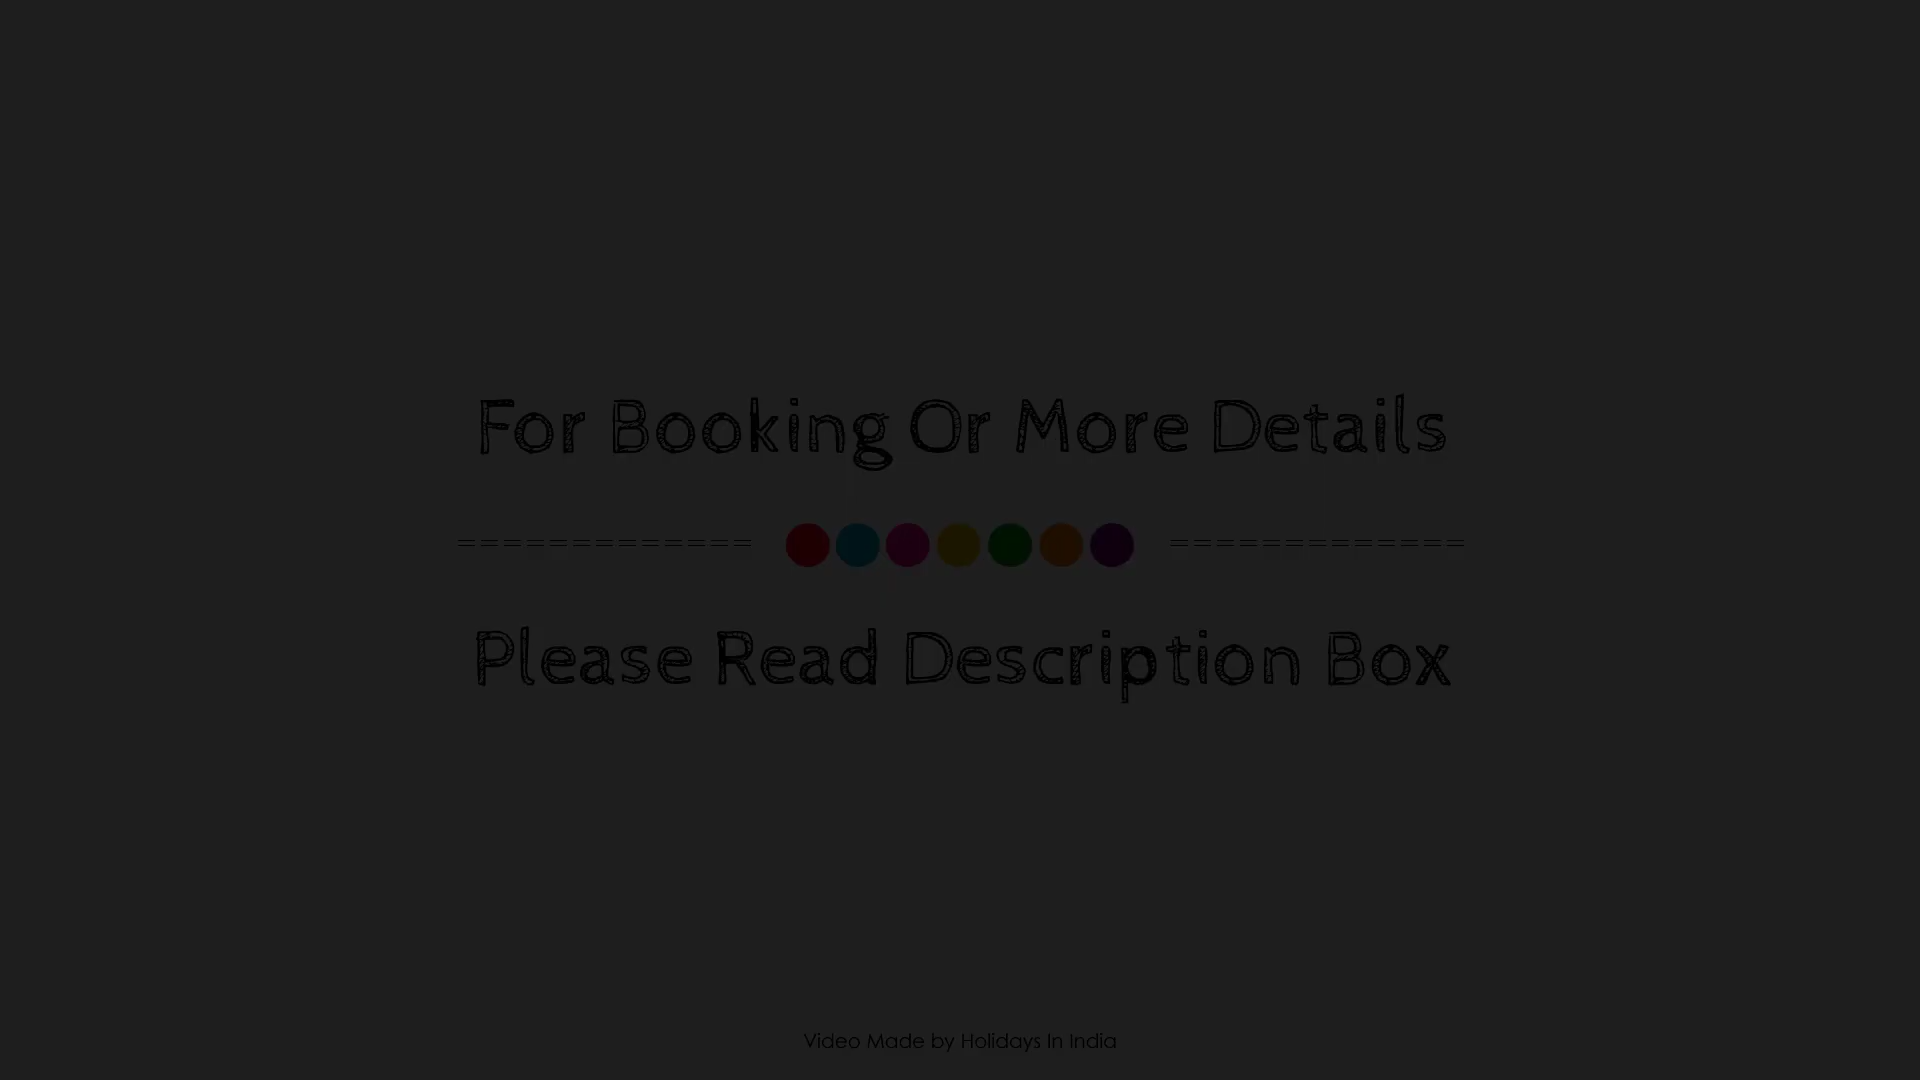 For Booking Or More Details
============= =============
Please Read Description Box
Video Made by Holidays In India